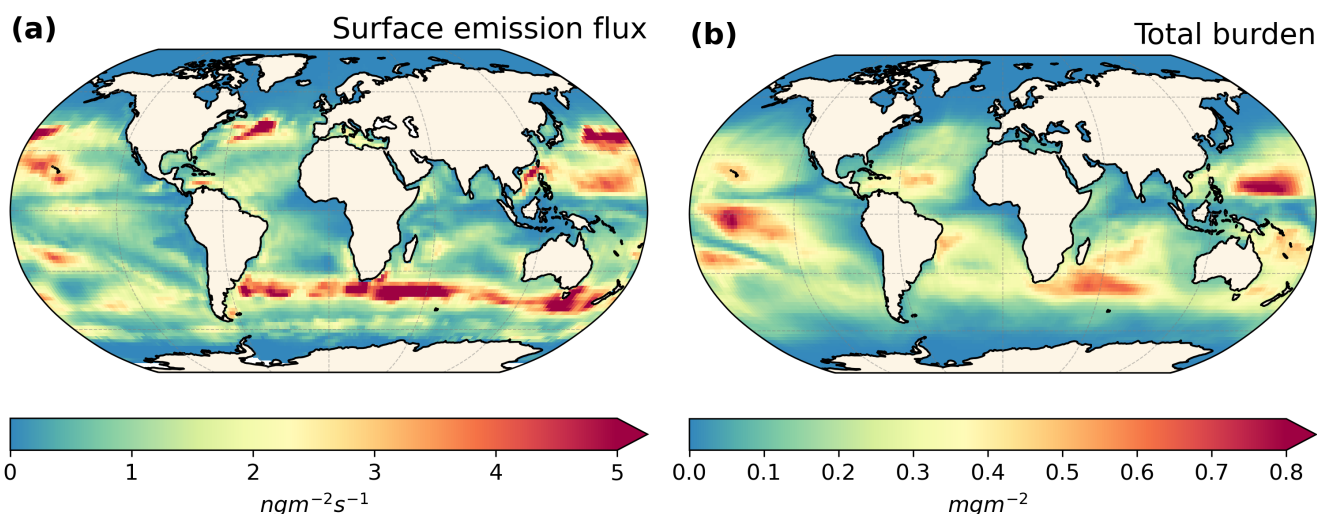 (a) Surface emission flux
0 1 2 3 4 5
ngm⁻²s⁻¹
(b) Total burden
0.0 0.1 0.2 0.3 0.4 0.5 0.6 0.7 0.8
mgm⁻²